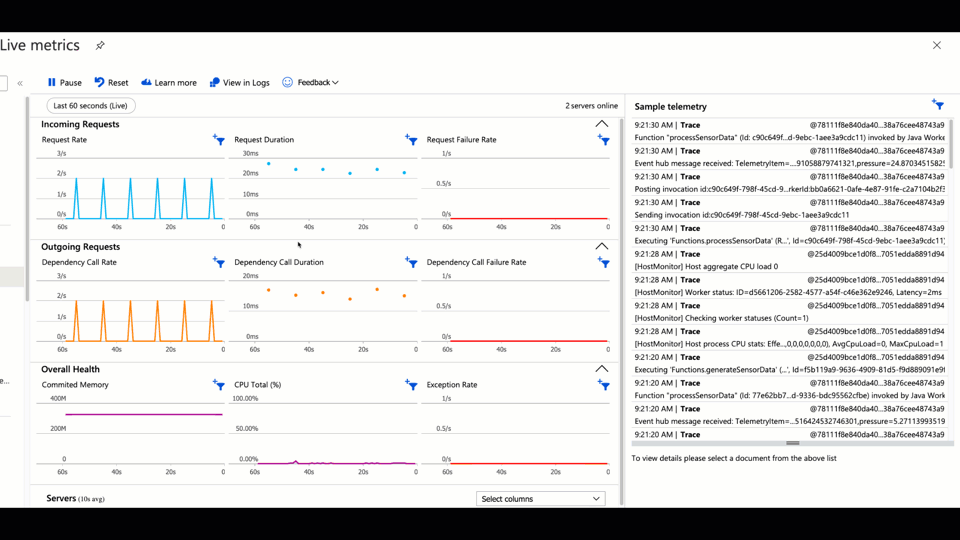 Live metrics
Pause Reset Learn more View in Logs Feedback
Last 60 seconds (Live) 2 servers online
Incoming Requests
Request Rate Request Duration Request Failure Rate
3/s 30ms 1/s
2/s 20ms
1/s 10ms 0.5/s
0/s 0ms 0/s
60s 40s 20s 0 60s 40s 20s 0 60s 40s 20s 0
Outgoing Requests
Dependency Call Rate Dependency Call Duration Dependency Call Failure Rate
3/s 20ms 1/s
2/s
1/s 10ms 0.5/s
0/s 0ms 0/s
60s 40s 20s 0 60s 40s 20s 0 60s 40s 20s 0
Overall Health
Commited Memory CPU Total (%) Exception Rate
400M 100.00% 1/s
200M 50.00% 0.5/s
0 0.00% 0/s
60s 40s 20s 0 60s 40s 20s 0 60s 40s 20s 0
Servers (10s avg) Select columns
e...
Sample telemetry
9:21:30 AM | Trace @78111f8e840da40...38a76cee48743a9
Function "processSensorData" (Id: c90c649f...d-9ebc-1aee3a9cdc11) invoked by Java Worke
9:21:30 AM | Trace @78111f8e840da40...38a76cee48743a9
Event hub message received: TelemetryItem=....91058879741321,pressure=24.8703451582
9:21:30 AM | Trace @78111f8e840da40...38a76cee48743a9
Posting invocation id:c90c649f-798f-45cd-9...rkerId:bb0a6621-0afe-4e87-91fe-c2a7104b2f
9:21:30 AM | Trace @78111f8e840da40...38a76cee48743a9
Sending invocation id:c90c649f-798f-45cd-9ebc-1aee3a9cdc11
9:21:30 AM | Trace @78111f8e840da40...38a76cee48743a9
Executing 'Functions.processSensorData' (R...', Id=c90c649f-798f-45cd-9ebc-1aee3a9cdc11
9:21:28 AM | Trace @25d4009bce1d0f8...7051edda8891d94
[HostMonitor] Host aggregate CPU load 0
9:21:28 AM | Trace @25d4009bce1d0f8...7051edda8891d94
[HostMonitor] Worker status: ID=d5661206-2582-4577-a54f-c46e362e9246, Latency=2ms
9:21:28 AM | Trace @25d4009bce1d0f8...7051edda8891d94
[HostMonitor] Checking worker statuses (Count=1)
9:21:28 AM | Trace @25d4009bce1d0f8...7051edda8891d94
[HostMonitor] Host process CPU stats: Effe...,0,0,0,0,0,0,0), AvgCpuLoad=0, MaxCpuLoad=1
9:21:20 AM | Trace @25d4009bce1d0f8...7051edda8891d94
Executing 'Functions.generateSensorData' (...', Id=f5b119a9-9636-4909-81d5-f9d889091e9
9:21:20 AM | Trace @78111f8e840da40...38a76cee48743a9
Function "processSensorData" (Id: 77e62bb7...d-9336-bdc95562cfbe) invoked by Java Work
9:21:20 AM | Trace @78111f8e840da40...38a76cee48743a9
Event hub message received: TelemetryItem=...516424532746301,pressure=5.27113993519
9:21:20 AM | Trace @78111f8e840da40...38a76cee48743a9
To view details please select a document from the above list